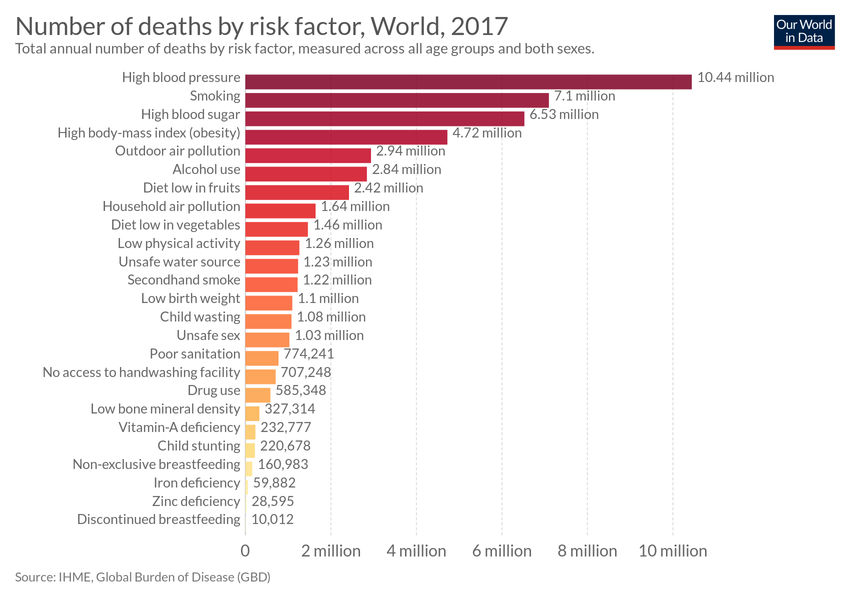 Number of deaths by risk factor, World, 2017
Total annual number of deaths by risk factor, measured across all age groups and both sexes.
Our World
in Data
High blood pressure 10.44 million
Smoking 7.1 million
High blood sugar 6.53 million
High body-mass index (obesity) 4.72 million
Outdoor air pollution 2.94 million
Alcohol use 2.84 million
Diet low in fruits 2.42 million
Household air pollution 1.64 million
Diet low in vegetables 1.46 million
Low physical activity 1.26 million
Unsafe water source 1.23 million
Secondhand smoke 1.22 million
Low birth weight 1.1 million
Child wasting 1.08 million
Unsafe sex 1.03 million
Poor sanitation 774,241
No access to handwashing facility 707,248
Drug use 585,348
Low bone mineral density 327,314
Vitamin-A deficiency 232,777
Child stunting 220,678
Non-exclusive breastfeeding 160,983
Iron deficiency 59,882
Zinc deficiency 28,595
Discontinued breastfeeding 10,012
0 2 million 4 million 6 million 8 million 10 million
Source: IHME, Global Burden of Disease (GBD)